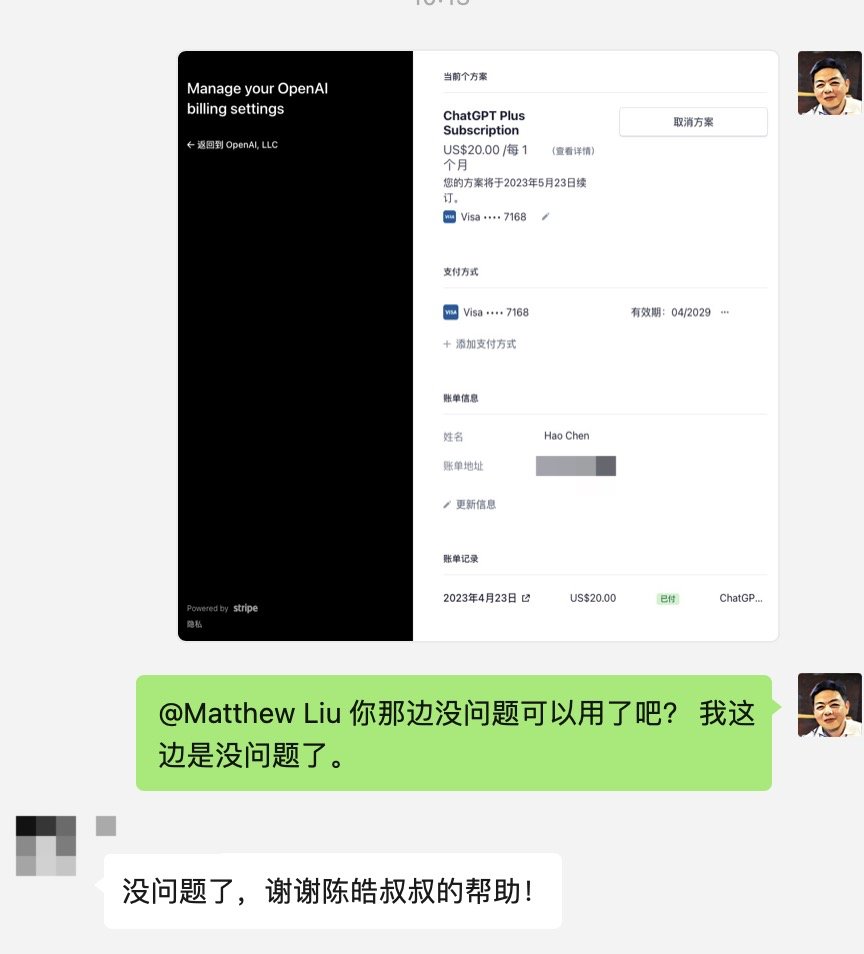 Manage your OpenAI
billing settings
← 返回到 OpenAI, LLC
Powered by stripe
隐私
当前个方案
ChatGPT Plus
Subscription
取消方案
US$20.00 /每 1
个月
(查看详情)
您的方案将于2023年5月23日续
订。
VISA Visa •••• 7168
支付方式
VISA Visa •••• 7168 有效期: 04/2029 ···
+ 添加支付方式
账单信息
姓名 Hao Chen
账单地址
更新信息
账单记录
2023年4月23日 US$20.00 已付 ChatGP...
@Matthew Liu 你那边没问题可以用了吧? 我这
边是没问题了。
没问题了，谢谢陈皓叔叔的帮助！